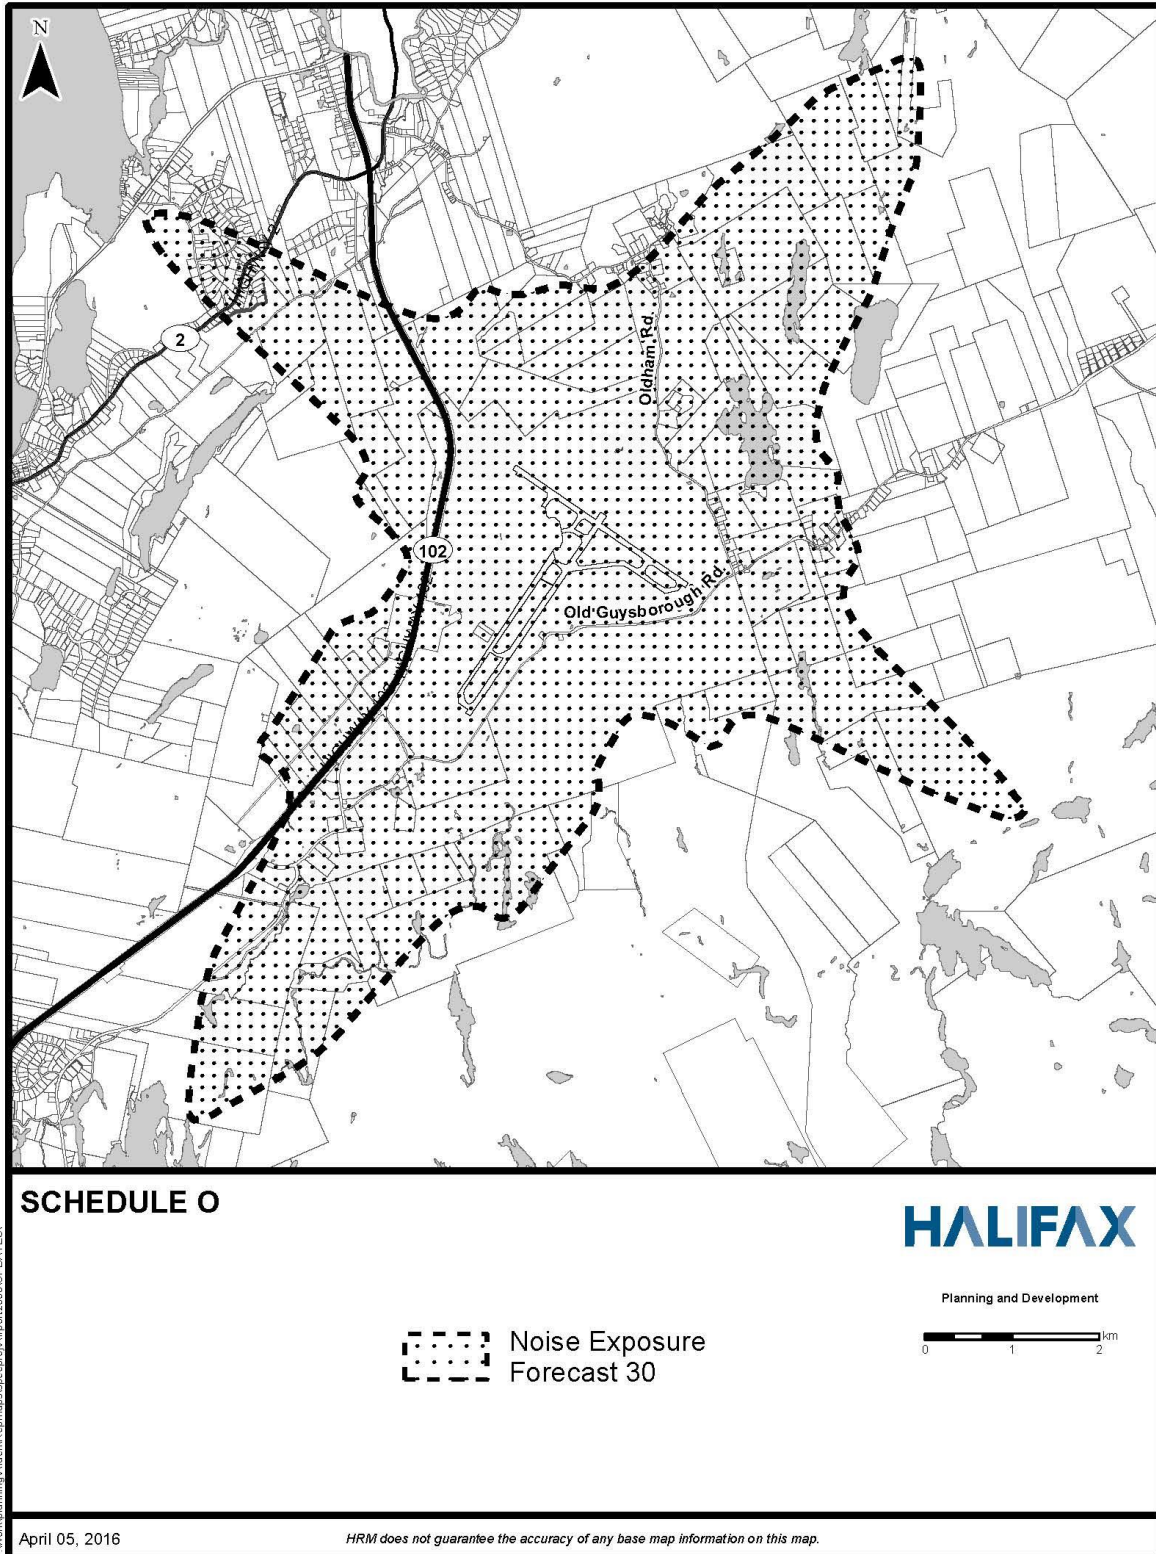 N
2
Oldham Rd.
102
Old Guysborough Rd.
SCHEDULE O
HALIFAX
Planning and Development
km
0 1 2
Noise Exposure
Forecast 30
April 05, 2016
HRM does not guarantee the accuracy of any base map information on this map.